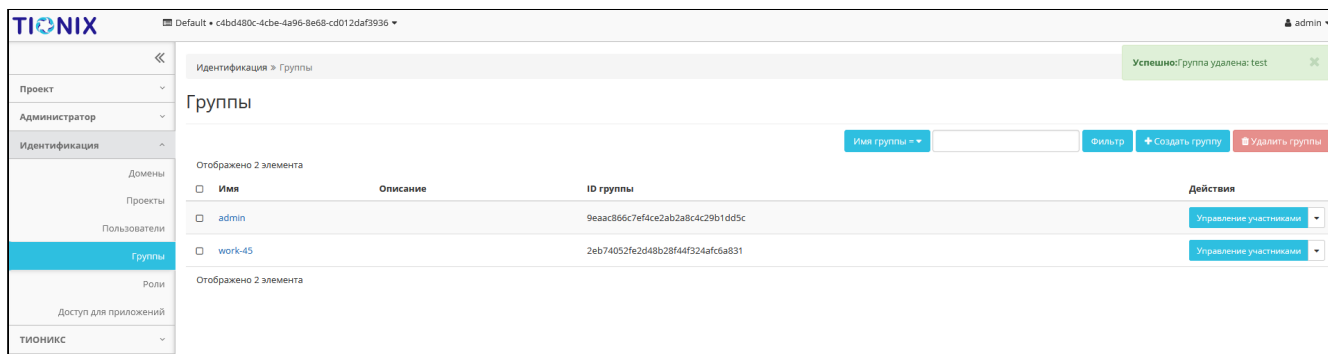 TIONIX
Default • c4bd480c-4cbe-4a96-8e68-cd012daf3936
admin
Идентификация » Группы
Успешно:Группа удалена: test
Проект
Администратор
Идентификация
Домены
Проекты
Пользователи
Группы
Роли
Доступ для приложений
ТИОНИКС
Группы
Имя группы =
Фильтр
Создать группу
Удалить группы
Отображено 2 элемента
Имя Описание ID группы Действия
admin 9eaac866c7ef4ce2ab2a8c4c29b1dd5c Управление участниками
work-45 2eb74052fe2d48b28f44f324afc6a831 Управление участниками
Отображено 2 элемента